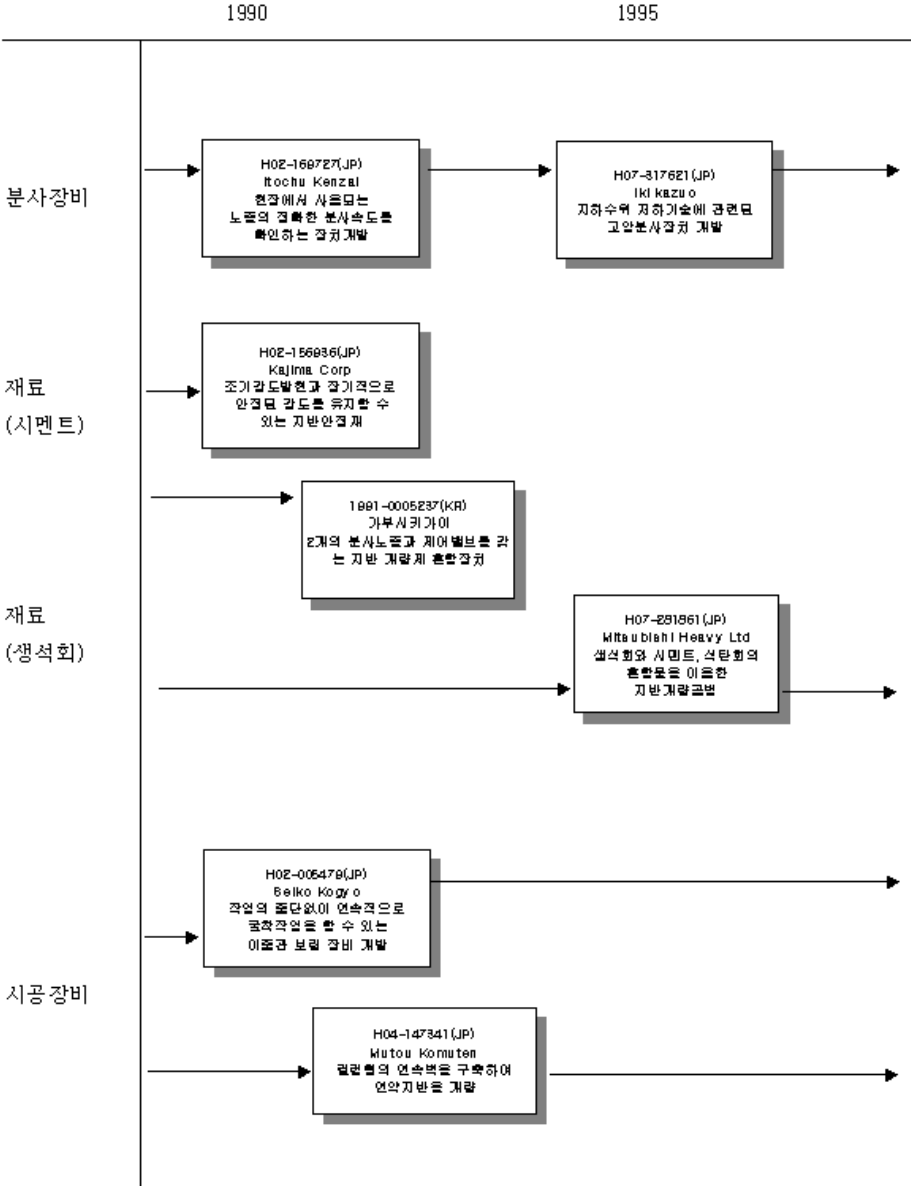 1990 1995
분사장비
H02-169727(JP)
Itochu Kenzai
현장에서 사용되는
노즐의 정확한 분사속도를
확인하는 장치개발
H07-317621(JP)
Iki kazuo
지하수위 지하기술에 관련된
고압분사장치 개발
재료
(시멘트)
H02-156936(JP)
Kajima Corp
조기강도발현과 장기적으로
안정된 강도를 유지할 수
있는 지반안정재
1991-0005237(KR)
가부시키가이
2개의 분사노즐과 제어밸브를 갖
는 지반 개량제 혼합장치
재료
(생석회)
H07-281961(JP)
Mitsubishi Heavy Ltd
생석회와 시멘트, 석탄회의
혼합물을 이용한
지반개량공법
H02-005479(JP)
Seiko Kogyo
작업의 중단없이 연속적으로
굴착작업을 할 수 있는
이중관 보링 장비 개발
시공장비
H04-147341(JP)
Mutou Komuten
연속벽을 구축하여
연약지반을 개량